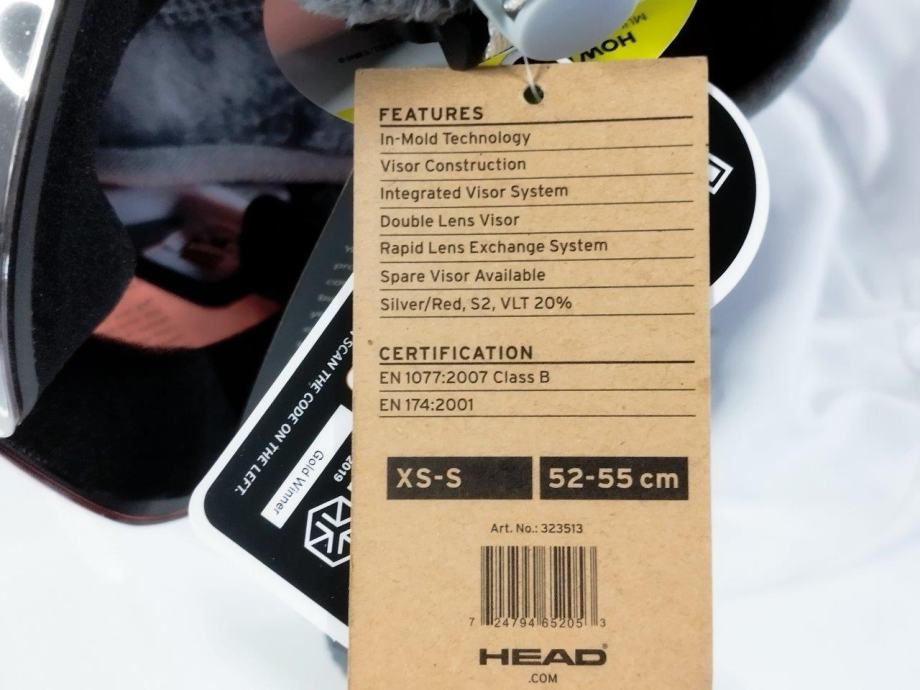 HOW
FEATURES
In-Mold Technology
Visor Construction
Integrated Visor System
Double Lens Visor
Rapid Lens Exchange System
Spare Visor Available
Silver/Red, S2, VLT 20%
CERTIFICATION
EN 1077:2007 Class B
EN 174:2001
XS-S 52-55 cm
Art. No.: 323513
7 24794 65205 3
HEAD®
.COM
SCAN THE CODE ON THE LEFT.
2019
Gold Winner